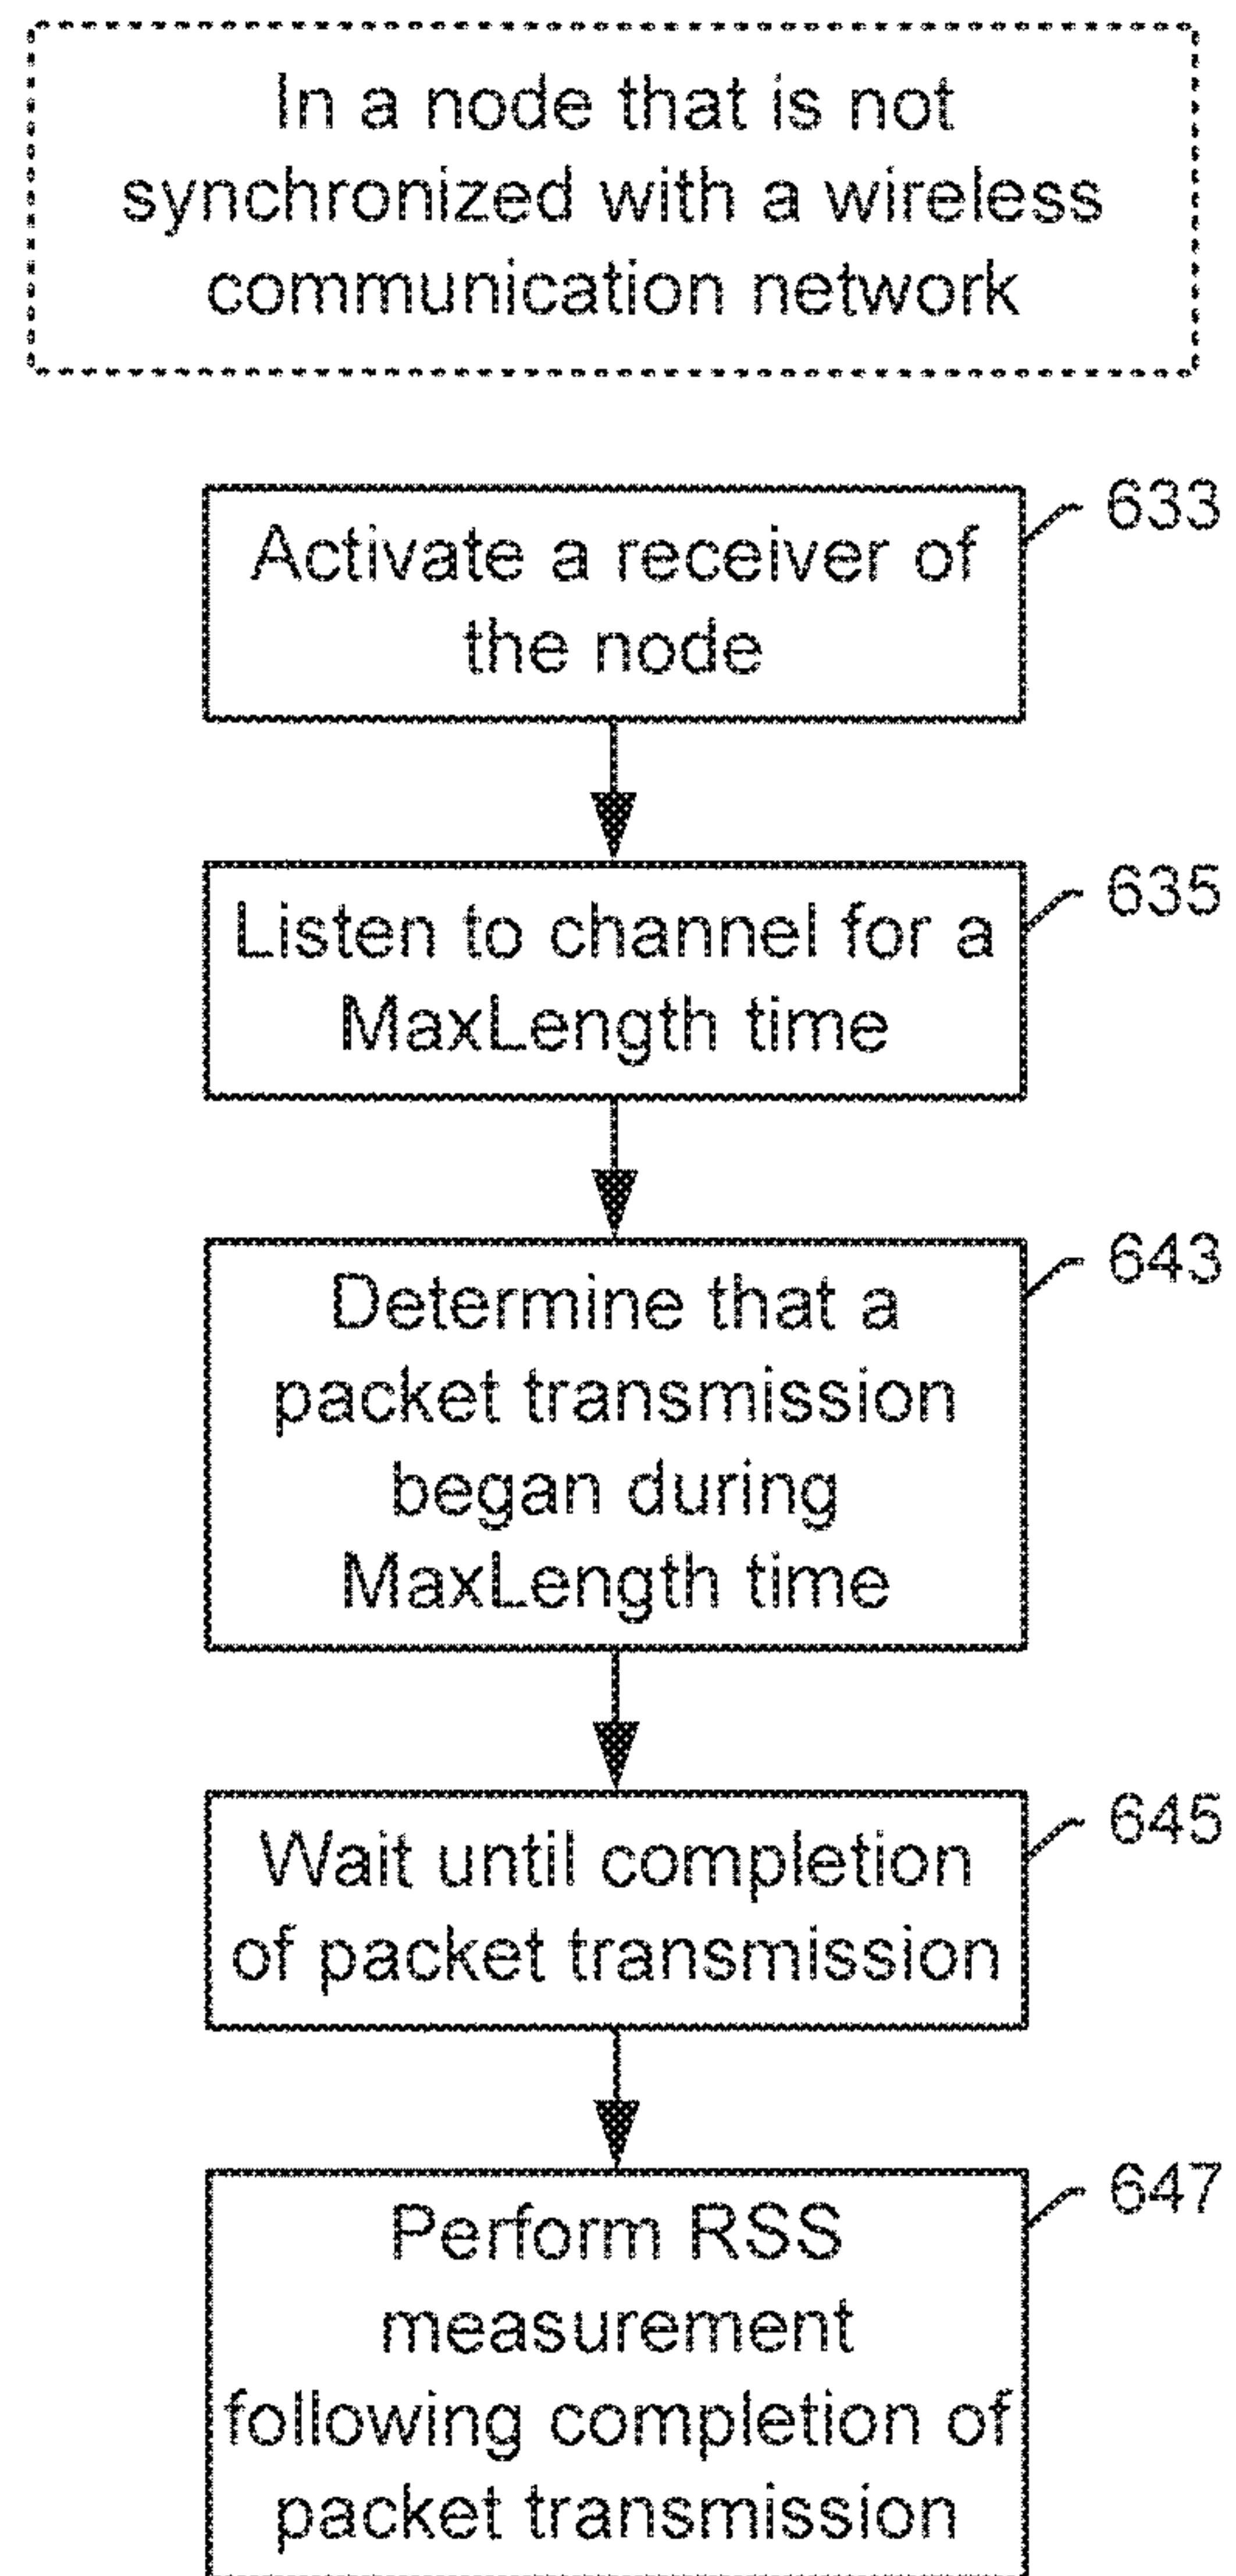 In a node that is not
synchronized with a wireless
communication network
633
Activate a receiver of
the node
635
Listen to channel for a
MaxLength time
643
Determine that a
packet transmission
began during
MaxLength time
645
Wait until completion
of packet transmission
647
Perform RSS
measurement
following completion of
packet transmission